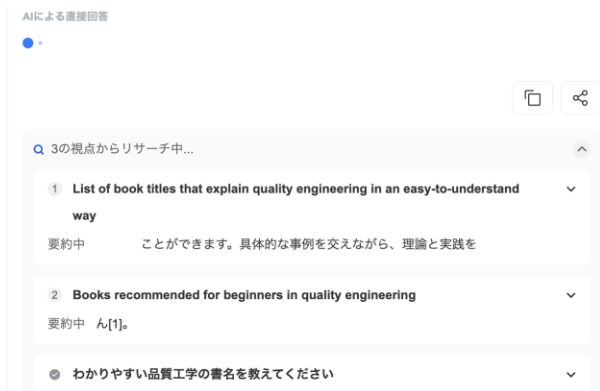 AIによる直接回答
3の視点からリサーチ中...
1 List of book titles that explain quality engineering in an easy-to-understand
way
要約中 ことができます。具体的な事例を交えながら、理論と実践を
2 Books recommended for beginners in quality engineering
要約中 ん[1]。
わかりやすい品質工学の書名を教えてください